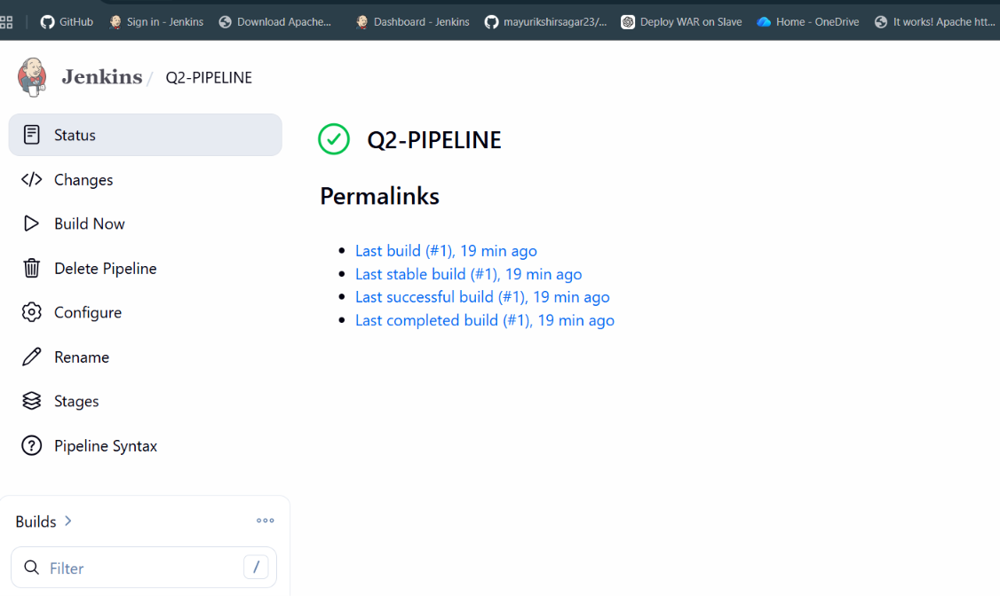 GitHub Sign in - Jenkins Download Apache... Dashboard - Jenkins mayurikshirsagar23/... Deploy WAR on Slave Home - OneDrive It works! Apache htt...
Jenkins / Q2-PIPELINE
Status
Changes
Build Now
Delete Pipeline
Configure
Rename
Stages
Pipeline Syntax
Builds
Filter /
Q2-PIPELINE
Permalinks
Last build (#1), 19 min ago
Last stable build (#1), 19 min ago
Last successful build (#1), 19 min ago
Last completed build (#1), 19 min ago